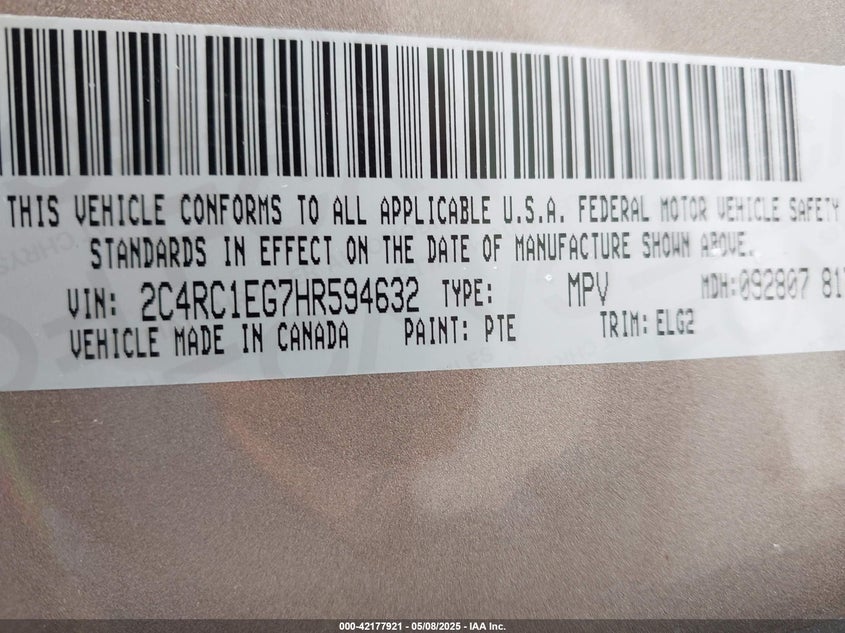 THIS VEHICLE CONFORMS TO ALL APPLICABLE U.S.A. FEDERAL MOTOR VEHICLE SAFETY
STANDARDS IN EFFECT ON THE DATE OF MANUFACTURE SHOWN ABOVE.
VIN: 2C4RC1EG7HR594632 TYPE: MPV MDH:092807 817
VEHICLE MADE IN CANADA PAINT: PTE TRIM: ELG2
000-42177921 - 05/08/2025 - IAA Inc.